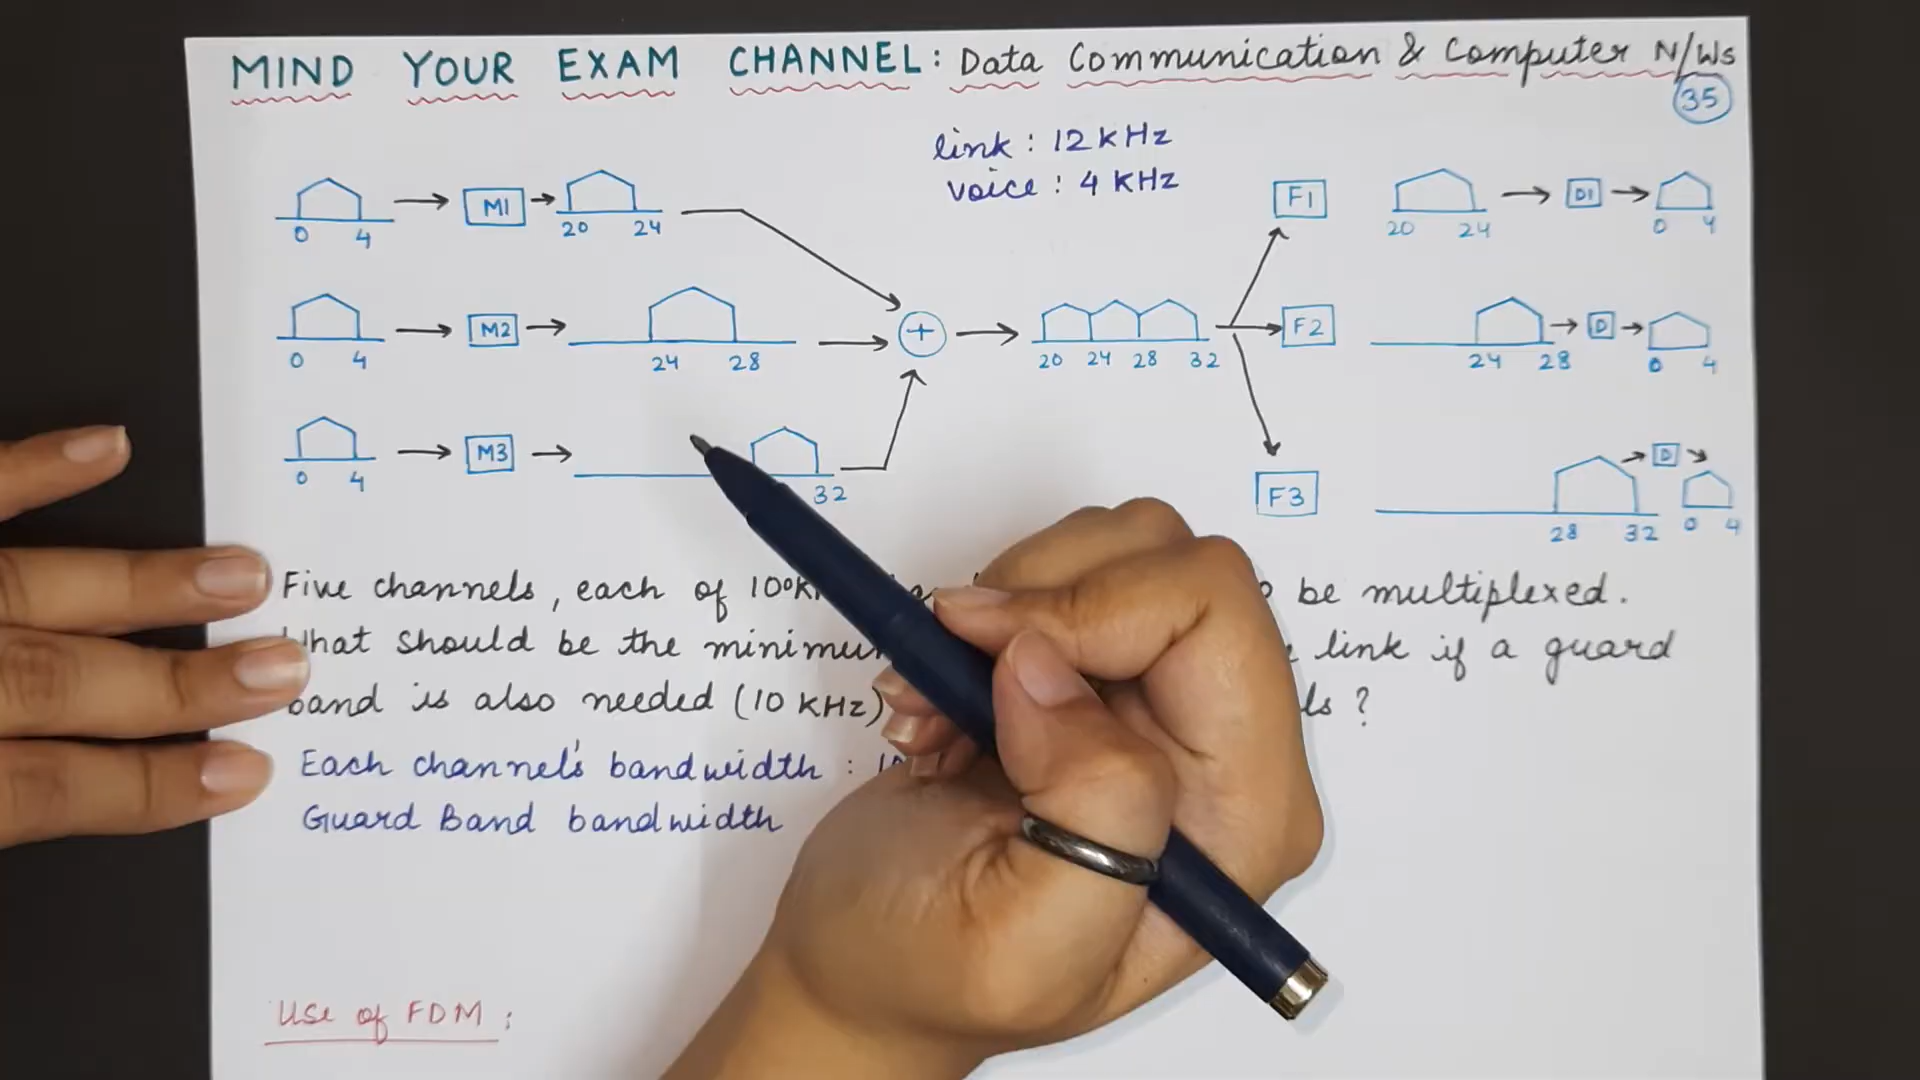 MIND YOUR EXAM CHANNEL: Data Communication & Computer N/Ws
35
link : 12 kHz
voice : 4 KHz
0 4 M1 20 24
0 4 M2 24 28
0 4 M3 32
+
20 24 28 32
F1 20 24 D1 0 4
F2 24 28 D 0 4
F3 28 32 D 0 4
Five channels, each of 100 be multiplexed.
What should be the link if a guard
band is also needed (10 KHz) ?
Each channel's bandwidth :
Guard Band bandwidth
Use of FDM :